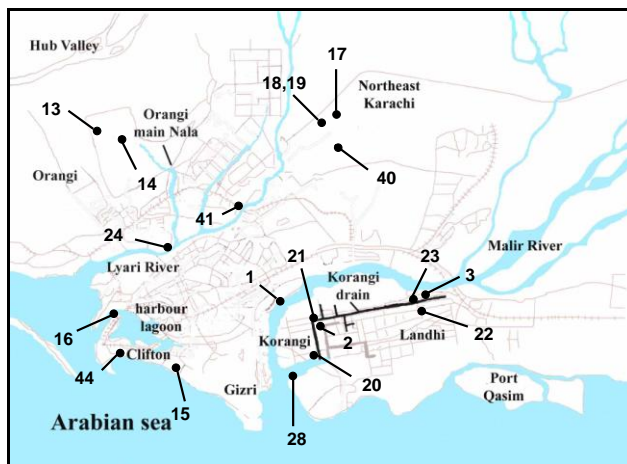 Hub Valley
17
18,19
Northeast
Karachi
13
Orangi
main Nala
14
Orangi
40
41
24
Lyari River
Malir River
21
23
3
1
Korangi
drain
harbour
lagoon
16
22
Landhi
Korangi
2
Clifton
44
20
Gizri
15
Port
Qasim
Arabian sea
28